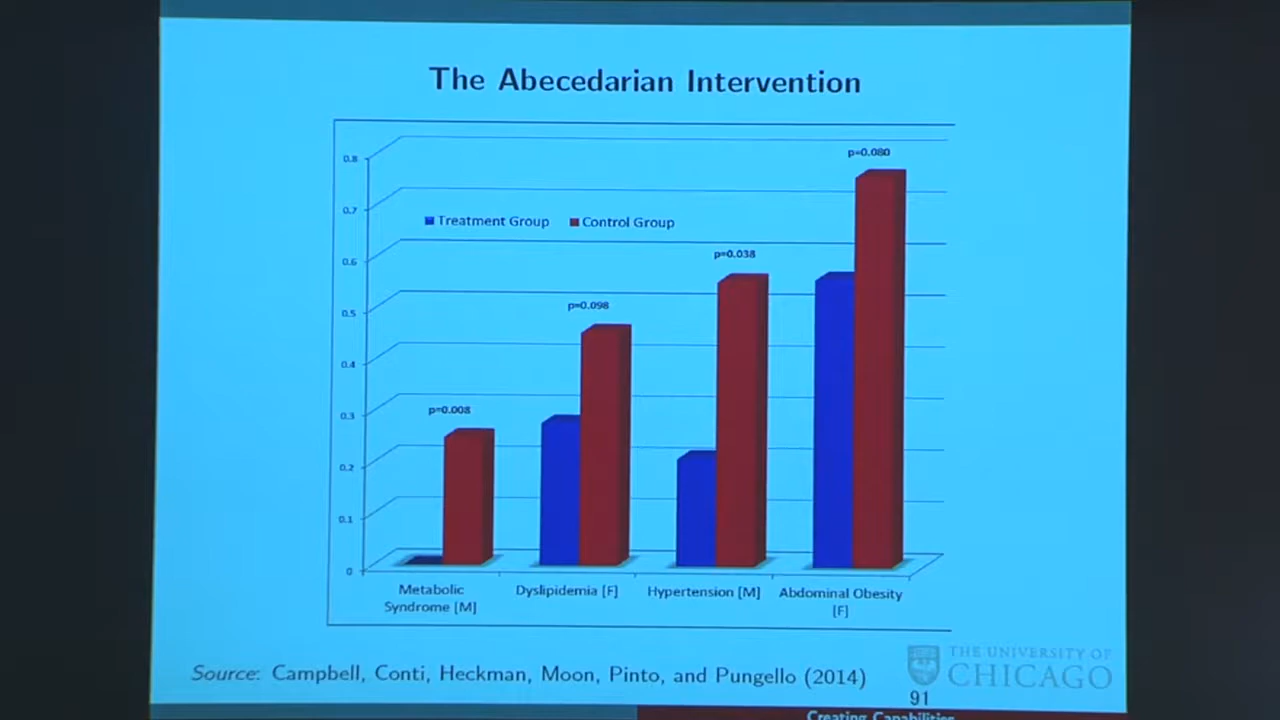 The Abecedarian Intervention
p=0.080
0.8
0.7
Treatment Group Control Group
p=0.038
0.6
p=0.098
0.5
0.4
p=0.008
0.3
0.2
0.1
0
Metabolic Syndrome [M]
Dyslipidemia [F]
Hypertension [M]
Abdominal Obesity [F]
THE UNIVERSITY OF
CHICAGO
Source: Campbell, Conti, Heckman, Moon, Pinto, and Pungello (2014)
91
Creating Capabilities